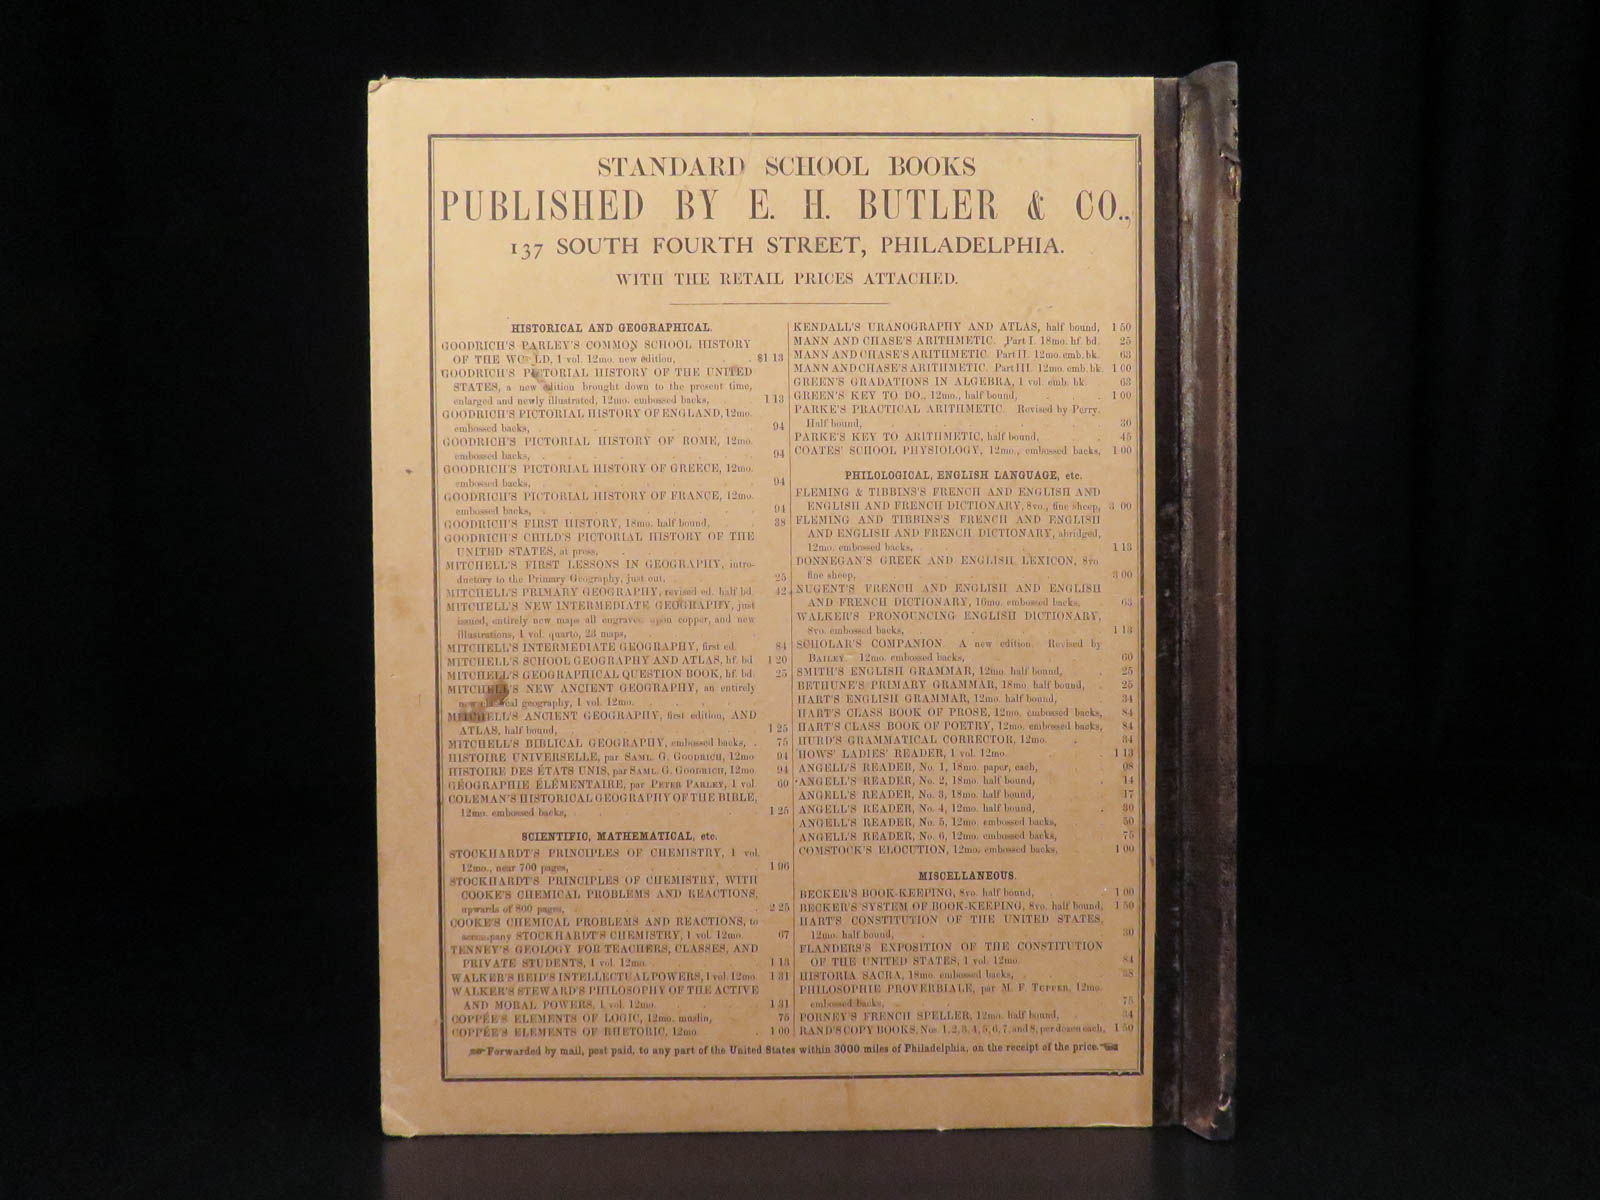 STANDARD SCHOOL BOOKS
PUBLISHED BY E. H. BUTLER & CO.,
137 SOUTH FOURTH STREET, PHILADELPHIA.
WITH THE RETAIL PRICES ATTACHED.
HISTORICAL AND GEOGRAPHICAL.
GOODRICH'S PARLEY'S COMMON SCHOOL HISTORY
OF THE WORLD, 1 vol. 12mo. new edition, $1 13
GOODRICH'S PICTORIAL HISTORY OF THE UNITED
STATES, a new edition brought down to the present time,
enlarged and newly illustrated, 12mo. embossed backs, 1 13
GOODRICH'S PICTORIAL HISTORY OF ENGLAND, 12mo.
embossed backs, 94
GOODRICH'S PICTORIAL HISTORY OF ROME, 12mo.
embossed backs, 94
GOODRICH'S PICTORIAL HISTORY OF GREECE, 12mo.
embossed backs, 94
GOODRICH'S PICTORIAL HISTORY OF FRANCE, 12mo.
embossed backs, 94
GOODRICH'S FIRST HISTORY, 18mo. half bound, 38
GOODRICH'S CHILD'S PICTORIAL HISTORY OF THE
UNITED STATES, at press,
MITCHELL'S FIRST LESSONS IN GEOGRAPHY, intro-
ductory to the Primary Geography, just out, 25
MITCHELL'S PRIMARY GEOGRAPHY, revised ed. half bd. 42
MITCHELL'S NEW INTERMEDIATE GEOGRAPHY, just
issued, entirely new maps all engraved upon copper, and new
illustrations, 1 vol. quarto, 23 maps,
MITCHELL'S INTERMEDIATE GEOGRAPHY, first ed. 84
MITCHELL'S SCHOOL GEOGRAPHY AND ATLAS, hf. bd 1 20
MITCHELL'S GEOGRAPHICAL QUESTION BOOK, hf. bd. 25
MITCHELL'S NEW ANCIENT GEOGRAPHY, an entirely
new classical geography, 1 vol. 12mo.
MITCHELL'S ANCIENT GEOGRAPHY, first edition, AND
ATLAS, half bound, 1 25
MITCHELL'S BIBLICAL GEOGRAPHY, embossed backs, 75
HISTOIRE UNIVERSELLE, par SAML. G. GOODRICH, 12mo 94
HISTOIRE DES ÉTATS UNIS, par SAML. G. GOODRICH, 12mo. 94
GÉOGRAPHIE ÉLÉMENTAIRE, par PETER PARLEY, 1 vol. 60
COLEMAN'S HISTORICAL GEOGRAPHY OF THE BIBLE,
12mo. embossed backs, 1 25
SCIENTIFIC, MATHEMATICAL, etc.
STOCKHARDT'S PRINCIPLES OF CHEMISTRY, 1 vol.
12mo., near 700 pages, 1 96
STOCKHARDT'S PRINCIPLES OF CHEMISTRY, WITH
COOKE'S CHEMICAL PROBLEMS AND REACTIONS,
upwards of 800 pages, 2 25
COOKE'S CHEMICAL PROBLEMS AND REACTIONS, to
accompany STOCKHARDT'S CHEMISTRY, 1 vol. 12mo. 67
TENNEY'S GEOLOGY FOR TEACHERS, CLASSES, AND
PRIVATE STUDENTS, 1 vol. 12mo. 1 13
WALKER'S REID'S INTELLECTUAL POWERS, 1 vol. 12mo. 1 31
WALKER'S STEWARD'S PHILOSOPHY OF THE ACTIVE
AND MORAL POWERS, 1 vol. 12mo. 1 31
COPPÉE'S ELEMENTS OF LOGIC, 12mo. muslin, 75
COPPÉE'S ELEMENTS OF RHETORIC, 12mo. 1 00
KENDALL'S URANOGRAPHY AND ATLAS, half bound, 1 50
MANN AND CHASE'S ARITHMETIC. Part I. 18mo. hf. bd. 25
MANN AND CHASE'S ARITHMETIC. Part II. 12mo. emb. bk. 63
MANN AND CHASE'S ARITHMETIC. Part III. 12mo. emb. bk. 1 00
GREEN'S GRADATIONS IN ALGEBRA, 1 vol. emb. bk. 63
GREEN'S KEY TO DO., 12mo., half bound, 1 00
PARKE'S PRACTICAL ARITHMETIC. Revised by Perry.
Half bound, 30
PARKE'S KEY TO ARITHMETIC, half bound, 45
COATES' SCHOOL PHYSIOLOGY, 12mo., embossed backs, 1 00
PHILOLOGICAL, ENGLISH LANGUAGE, etc.
FLEMING & TIBBINS'S FRENCH AND ENGLISH AND
ENGLISH AND FRENCH DICTIONARY, 8vo., fine sheep, 3 00
FLEMING AND TIBBINS'S FRENCH AND ENGLISH
AND ENGLISH AND FRENCH DICTIONARY, abridged,
12mo. embossed backs, 1 13
DONNEGAN'S GREEK AND ENGLISH LEXICON, 8vo.
fine sheep, 3 00
NUGENT'S FRENCH AND ENGLISH AND ENGLISH
AND FRENCH DICTIONARY, 16mo. embossed backs, 63
WALKER'S PRONOUNCING ENGLISH DICTIONARY,
8vo. embossed backs, 1 13
SCHOLAR'S COMPANION. A new edition. Revised by
BAILEY. 12mo. embossed backs, 60
SMITH'S ENGLISH GRAMMAR, 12mo. half bound, 25
BETHUNE'S PRIMARY GRAMMAR, 18mo. half bound, 25
HART'S ENGLISH GRAMMAR, 12mo. half bound, 34
HART'S CLASS BOOK OF PROSE, 12mo. embossed backs, 84
HART'S CLASS BOOK OF POETRY, 12mo. embossed backs, 84
HURD'S GRAMMATICAL CORRECTOR, 12mo. 34
HOWS' LADIES' READER, 1 vol. 12mo. 1 13
ANGELL'S READER, No. 1, 18mo. paper, each, 08
ANGELL'S READER, No. 2, 18mo. half bound, 14
ANGELL'S READER, No. 3, 18mo. half bound, 17
ANGELL'S READER, No. 4, 12mo. half bound, 30
ANGELL'S READER, No. 5, 12mo. embossed backs, 50
ANGELL'S READER, No. 6, 12mo. embossed backs, 75
COMSTOCK'S ELOCUTION, 12mo. embossed backs, 1 00
MISCELLANEOUS.
BECKER'S BOOK-KEEPING, 8vo. half bound, 1 00
BECKER'S SYSTEM OF BOOK-KEEPING, 8vo. half bound, 1 50
HART'S CONSTITUTION OF THE UNITED STATES,
12mo. half bound, 30
FLANDERS'S EXPOSITION OF THE CONSTITUTION
OF THE UNITED STATES, 1 vol. 12mo. 84
HISTORIA SACRA, 18mo. embossed backs, 38
PHILOSOPHIE PROVERBIALE, par M. F. TUPPER, 12mo.
embossed backs, 75
PORNEY'S FRENCH SPELLER, 12mo. half bound, 34
RAND'S COPY BOOKS, Nos. 1, 2, 3, 4, 5, 6, 7, and 8, per dozen each, 1 50
Forwarded by mail, post paid, to any part of the United States within 3000 miles of Philadelphia, on the receipt of the price.